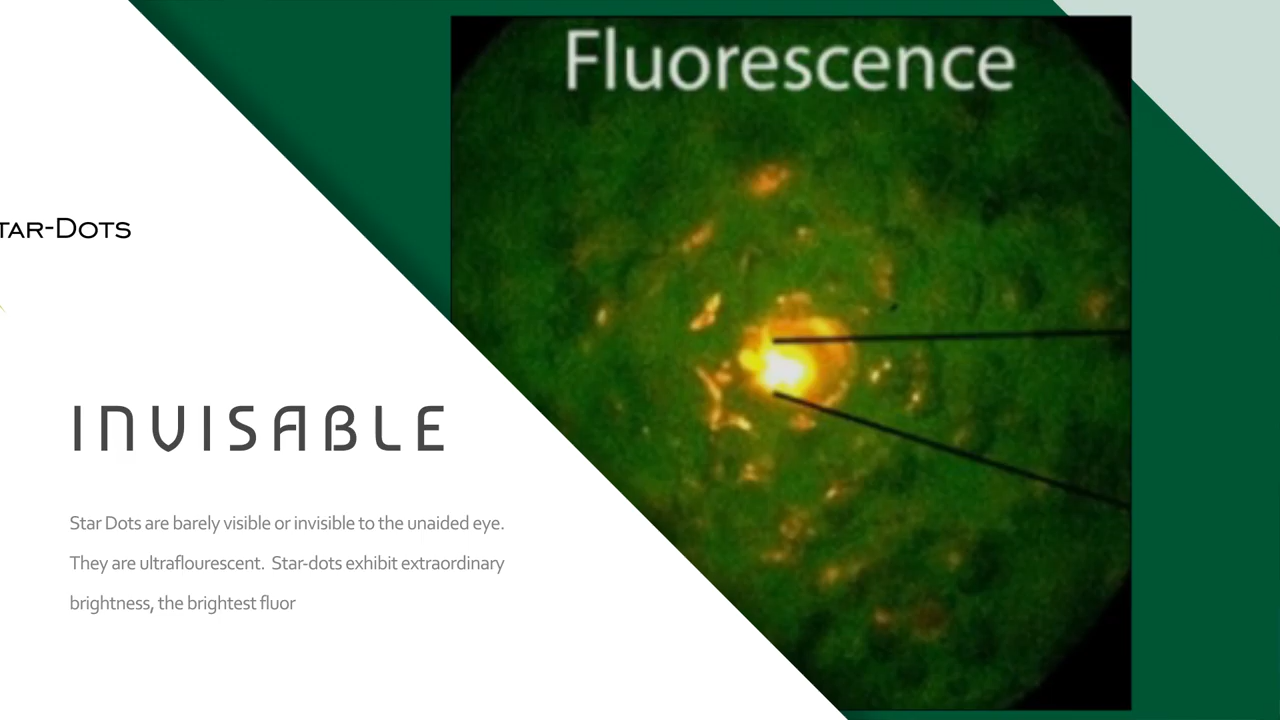 Fluorescence
TAR-DOTS
INVISABLE
Star Dots are barely visible or invisible to the unaided eye.
They are ultraflourescent. Star-dots exhibit extraordinary
brightness, the brightest fluor